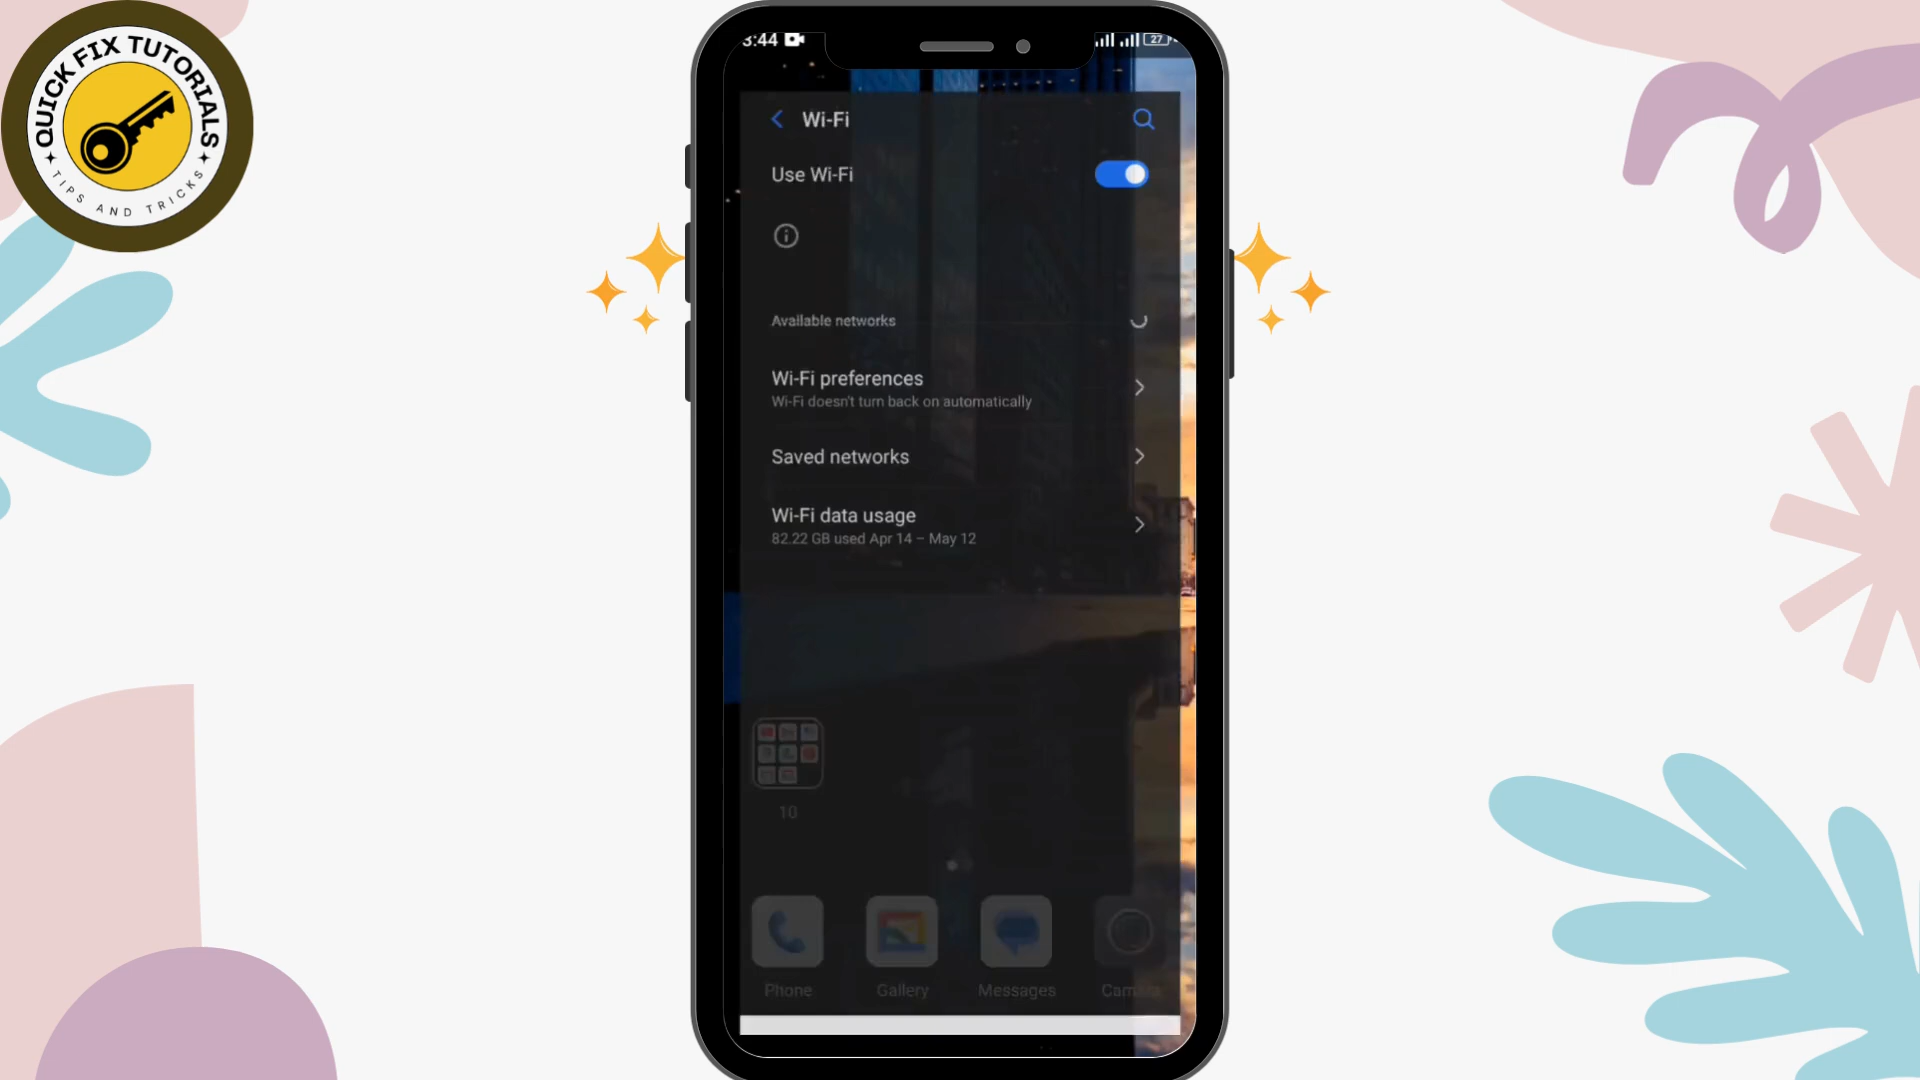 QUICK FIX TUTORIALS
TIPS AND TRICKS
3:44
27
Wi-Fi
Use Wi-Fi
Available networks
Wi-Fi preferences
Wi-Fi doesn't turn back on automatically
Saved networks
Wi-Fi data usage
82.22 GB used Apr 14 – May 12
10
Phone
Gallery
Messages
Camera